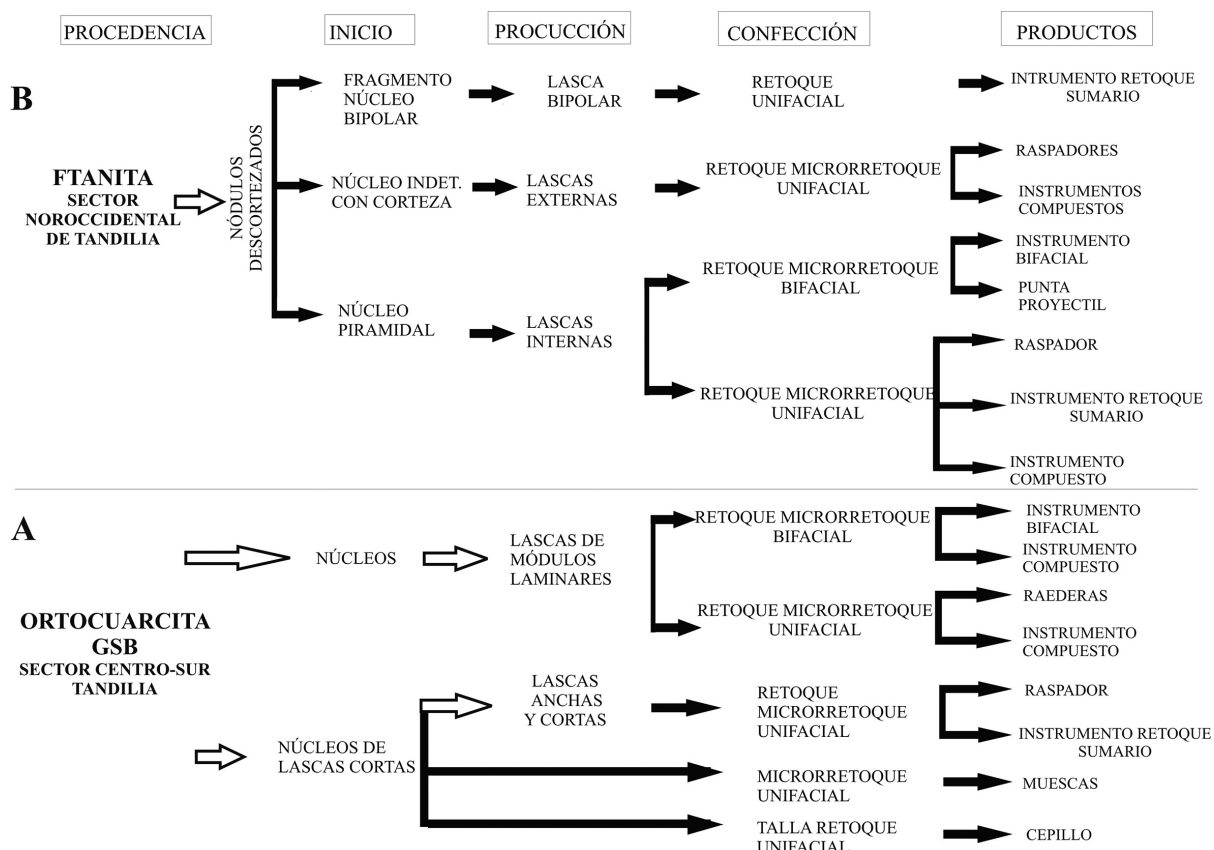 PROCEDENCIA
INICIO
PROCUCCIÓN
CONFECCIÓN
PRODUCTOS
B
FTANITA
SECTOR
NOROCCIDENTAL
DE TANDILIA
NÓDULOS
DESCORTEZADOS
FRAGMENTO
NÚCLEO
BIPOLAR
LASCA
BIPOLAR
RETOQUE
UNIFACIAL
INTRUMENTO RETOQUE
SUMARIO
NÚCLEO INDET.
CON CORTEZA
LASCAS
EXTERNAS
RETOQUE MICRORRETOQUE
UNIFACIAL
RASPADORES
INSTRUMENTOS
COMPUESTOS
NÚCLEO
PIRAMIDAL
LASCAS
INTERNAS
RETOQUE MICRORRETOQUE
BIFACIAL
INSTRUMENTO
BIFACIAL
PUNTA
PROYECTIL
RETOQUE MICRORRETOQUE
UNIFACIAL
RASPADOR
INSTRUMENTO RETOQUE
SUMARIO
INSTRUMENTO
COMPUESTO
A
ORTOCUARCITA
GSB
SECTOR CENTRO-SUR
TANDILIA
NÚCLEOS
LASCAS DE
MÓDULOS
LAMINARES
RETOQUE MICRORRETOQUE
BIFACIAL
INSTRUMENTO
BIFACIAL
INSTRUMENTO
COMPUESTO
RETOQUE MICRORRETOQUE
UNIFACIAL
RAEDERAS
INSTRUMENTO
COMPUESTO
NÚCLEOS DE
LASCAS CORTAS
LASCAS
ANCHAS
Y CORTAS
RETOQUE
MICRORRETOQUE
UNIFACIAL
RASPADOR
INSTRUMENTO RETOQUE
SUMARIO
MICRORRETOQUE
UNIFACIAL
MUESCAS
TALLA RETOQUE
UNIFACIAL
CEPILLO